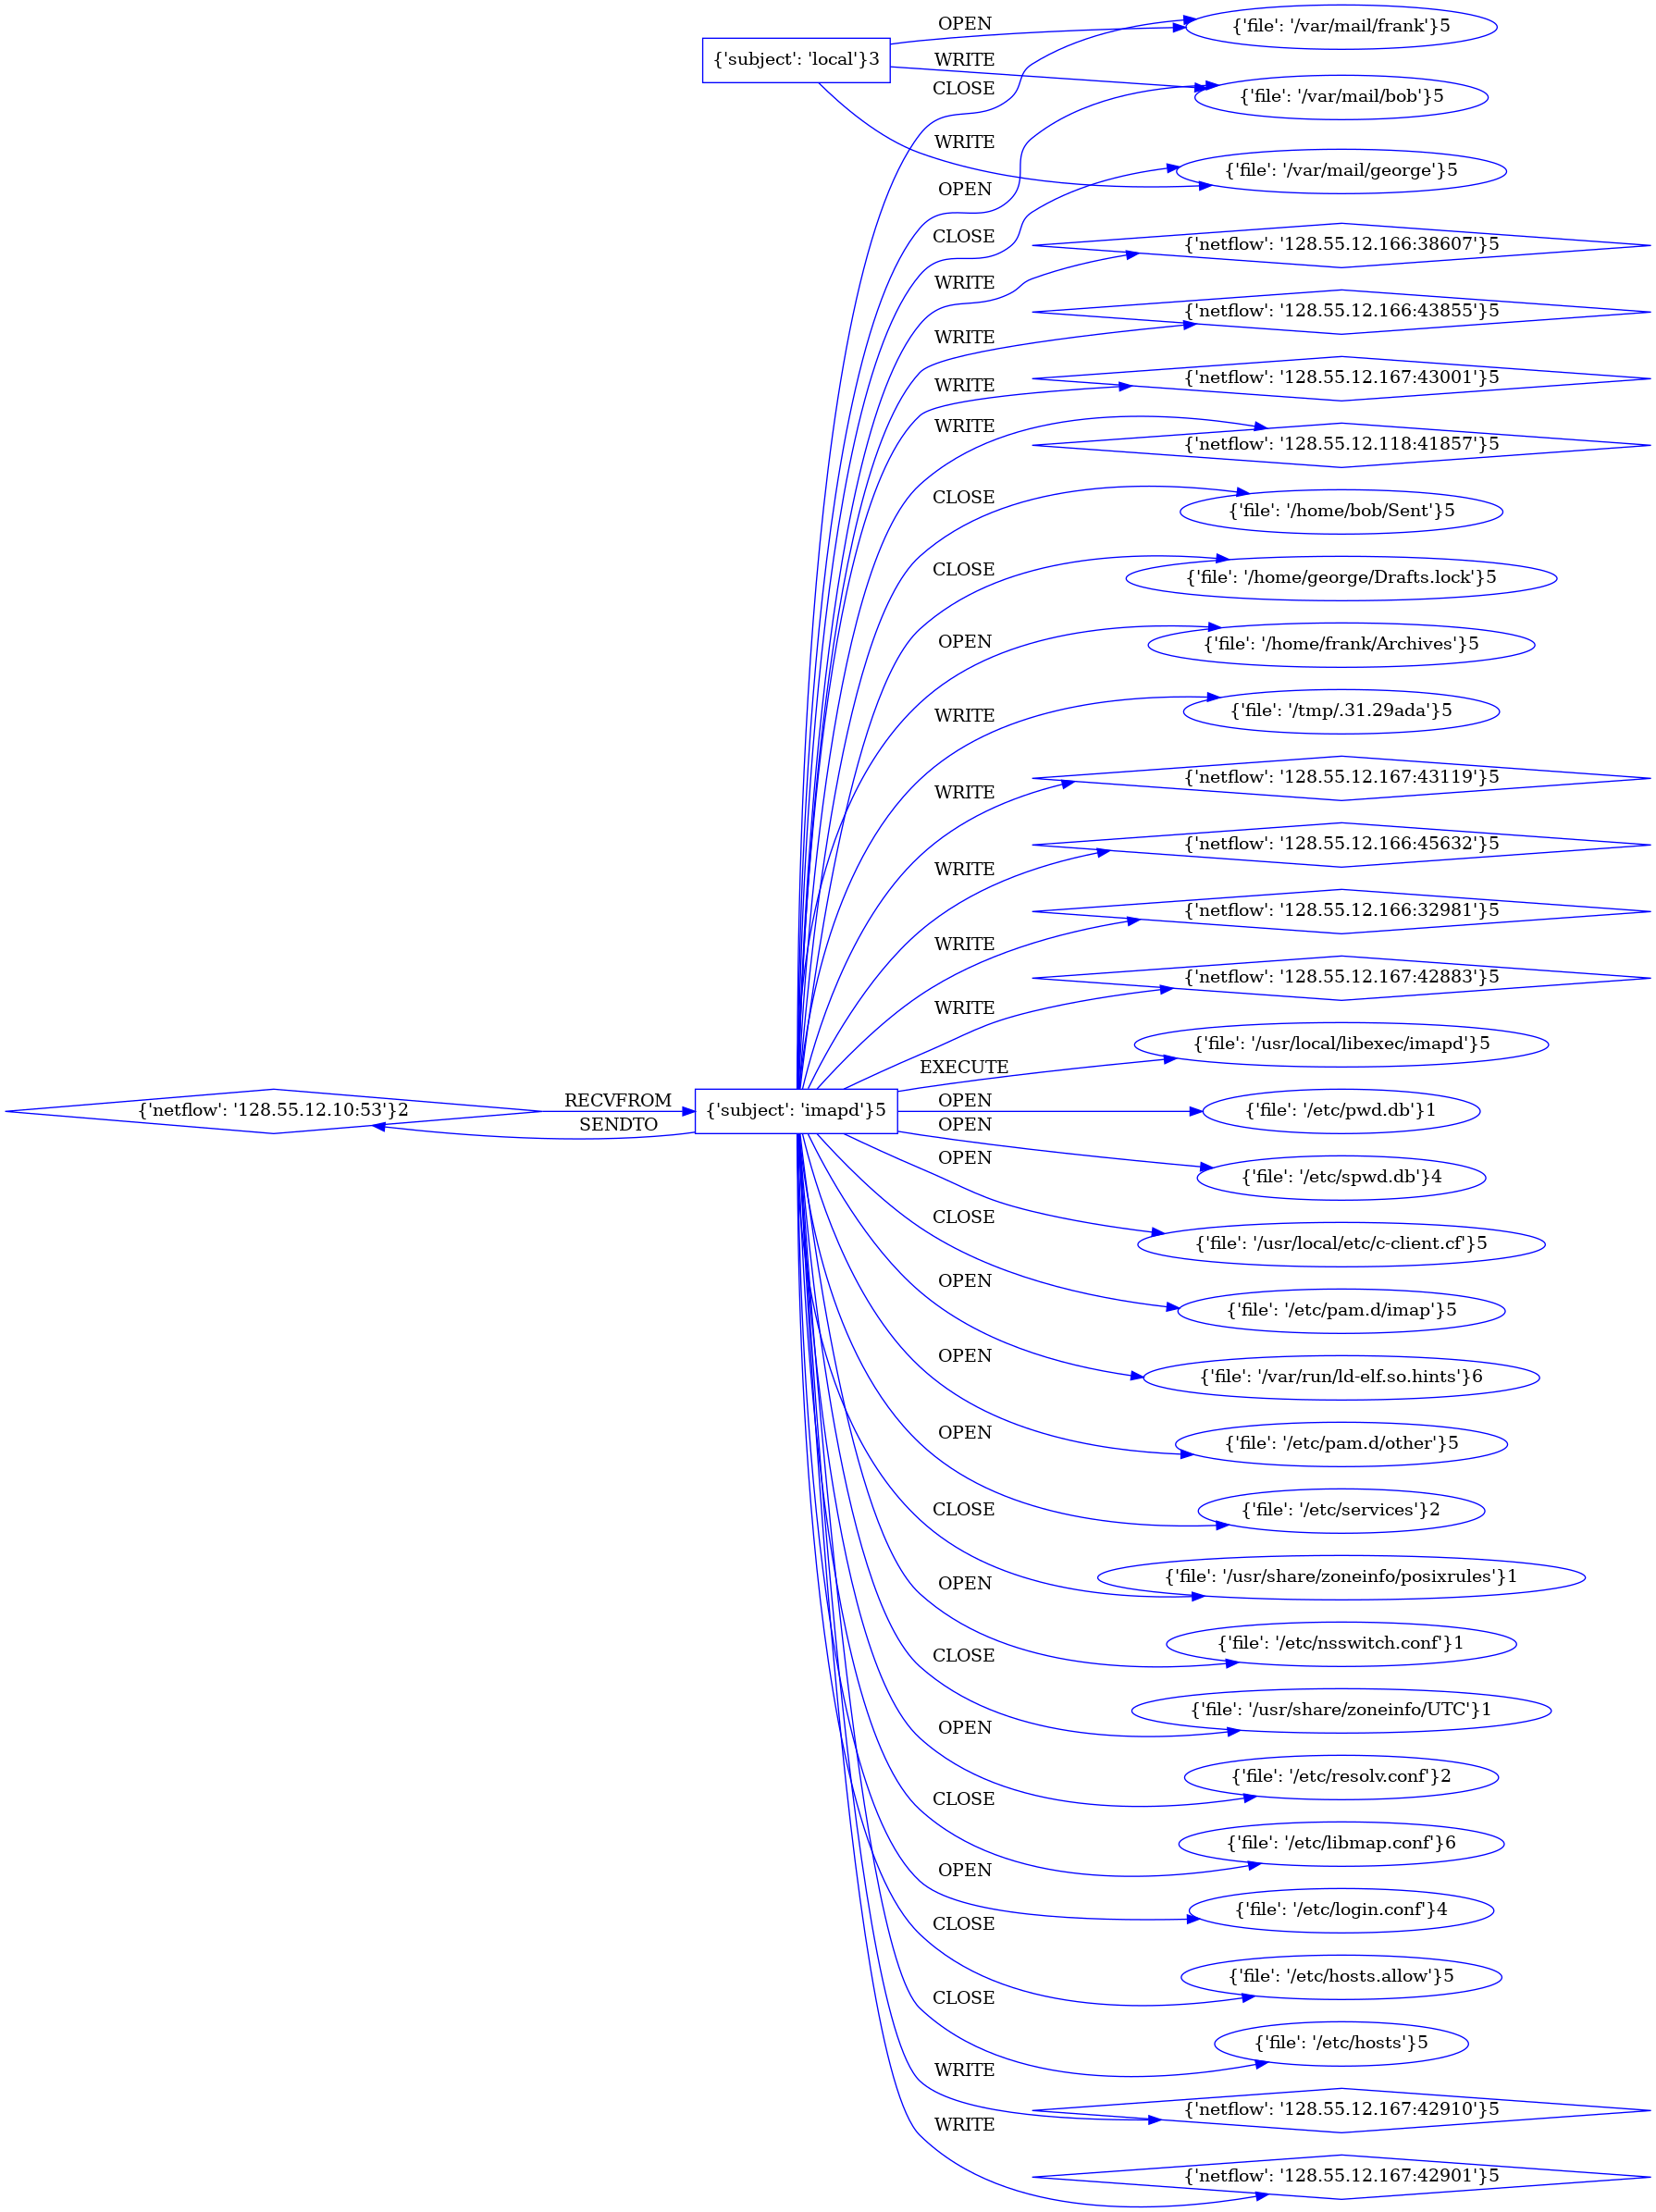 OPEN
{'file': '/var/mail/frank'}5
{'subject': 'local'}3
WRITE
CLOSE
{'file': '/var/mail/bob'}5
WRITE
{'file': '/var/mail/george'}5
OPEN
CLOSE
{'netflow': '128.55.12.166:38607'}5
WRITE
{'netflow': '128.55.12.166:43855'}5
WRITE
{'netflow': '128.55.12.167:43001'}5
WRITE
WRITE
{'netflow': '128.55.12.118:41857'}5
CLOSE
{'file': '/home/bob/Sent'}5
CLOSE
{'file': '/home/george/Drafts.lock'}5
OPEN
{'file': '/home/frank/Archives'}5
WRITE
{'file': '/tmp/.31.29ada'}5
WRITE
{'netflow': '128.55.12.167:43119'}5
WRITE
{'netflow': '128.55.12.166:45632'}5
WRITE
{'netflow': '128.55.12.166:32981'}5
WRITE
{'netflow': '128.55.12.167:42883'}5
EXECUTE
{'file': '/usr/local/libexec/imapd'}5
{'netflow': '128.55.12.10:53'}2
RECVFROM
SENDTO
{'subject': 'imapd'}5
OPEN
{'file': '/etc/pwd.db'}1
OPEN
{'file': '/etc/spwd.db'}4
OPEN
{'file': '/usr/local/etc/c-client.cf'}5
CLOSE
{'file': '/etc/pam.d/imap'}5
OPEN
{'file': '/var/run/ld-elf.so.hints'}6
OPEN
{'file': '/etc/pam.d/other'}5
OPEN
{'file': '/etc/services'}2
CLOSE
{'file': '/usr/share/zoneinfo/posixrules'}1
OPEN
{'file': '/etc/nsswitch.conf'}1
CLOSE
{'file': '/usr/share/zoneinfo/UTC'}1
OPEN
{'file': '/etc/resolv.conf'}2
CLOSE
{'file': '/etc/libmap.conf'}6
OPEN
{'file': '/etc/login.conf'}4
CLOSE
{'file': '/etc/hosts.allow'}5
CLOSE
{'file': '/etc/hosts'}5
WRITE
{'netflow': '128.55.12.167:42910'}5
WRITE
{'netflow': '128.55.12.167:42901'}5